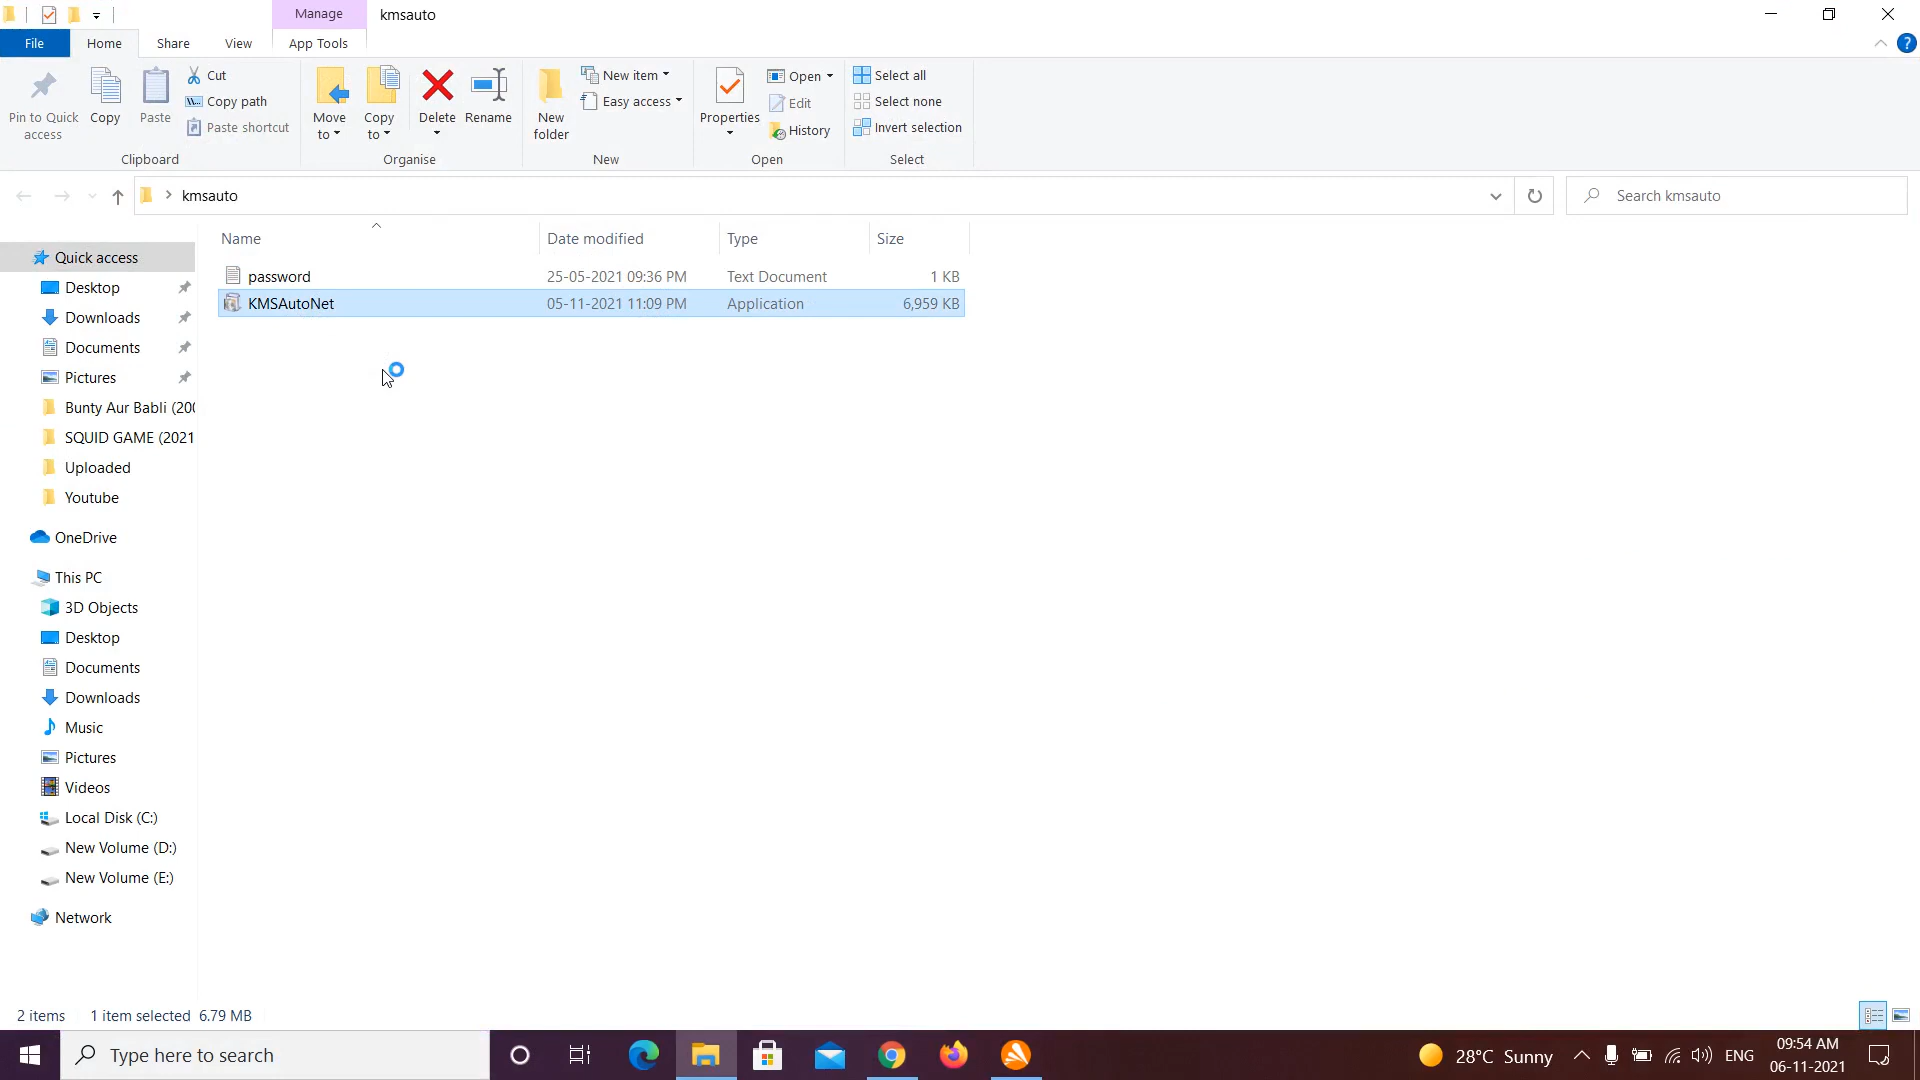 Manage
kmsauto
File
Home
Share
View
App Tools
Pin to Quick access
Copy
Paste
Cut
Copy path
Paste shortcut
Clipboard
Move to
Copy to
Delete
Rename
Organise
New folder
New item
Easy access
New
Properties
Open
Edit
History
Open
Select all
Select none
Invert selection
Select
kmsauto
Search kmsauto
Name
Date modified
Type
Size
password 25-05-2021 09:36 PM Text Document 1 KB
KMSAutoNet 05-11-2021 11:09 PM Application 6,959 KB
Quick access
Desktop
Downloads
Documents
Pictures
Bunty Aur Babli (200
SQUID GAME (2021
Uploaded
Youtube
OneDrive
This PC
3D Objects
Desktop
Documents
Downloads
Music
Pictures
Videos
Local Disk (C:)
New Volume (D:)
New Volume (E:)
Network
2 items 1 item selected 6.79 MB
Type here to search
28°C Sunny
ENG
09:54 AM
06-11-2021